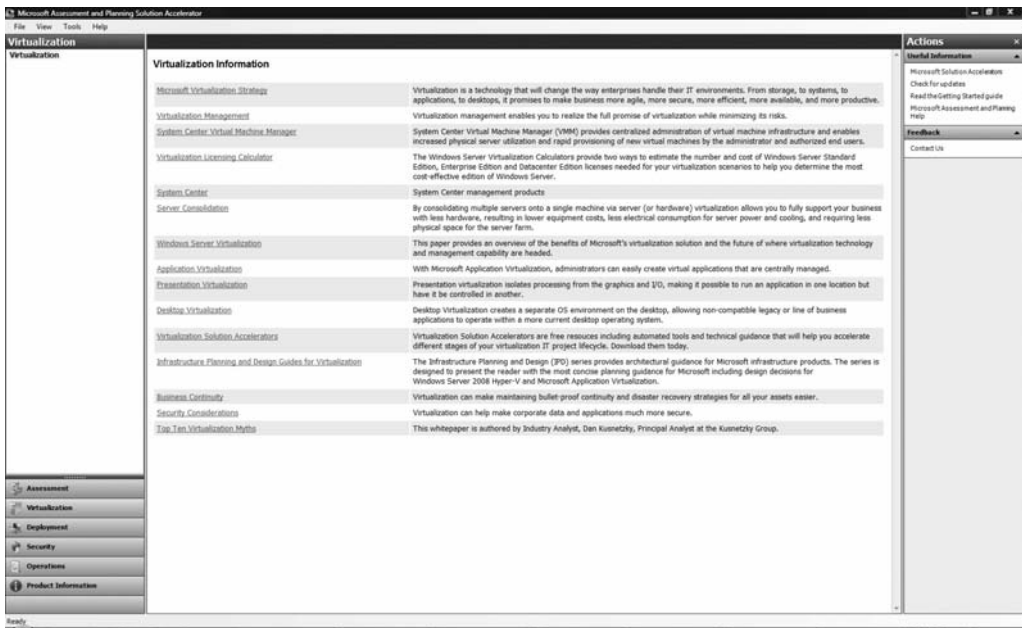 Microsoft Assessment and Planning Solution Accelerator
File View Tools Help
Virtualization
Virtualization
Virtualization Information
Microsoft Virtualization Strategy
Virtualization is a technology that will change the way enterprises handle their IT environments. From storage, to systems, to
applications, to desktops, it promises to make business more agile, more secure, more efficient, more available, and more productive.
Virtualization Management
Virtualization management enables you to realize the full promise of virtualization while minimizing its risks.
System Center Virtual Machine Manager
System Center Virtual Machine Manager (VMM) provides centralized administration of virtual machine infrastructure and enables
increased physical server utilization and rapid provisioning of new virtual machines by the administrator and authorized end users.
Virtualization Licensing Calculator
The Windows Server Virtualization Calculators provide two ways to estimate the number and cost of Windows Server Standard
Edition, Enterprise Edition and Datacenter Edition licenses needed for your virtualization scenarios to help you determine the most
cost-effective edition of Windows Server.
System Center
System Center management products
Server Consolidation
By consolidating multiple servers onto a single machine via server (or hardware) virtualization allows you to fully support your business
with less hardware, resulting in lower equipment costs, less electrical consumption for server power and cooling, and requiring less
physical space for the server farm.
Windows Server Virtualization
This paper provides an overview of the benefits of Microsoft's virtualization solution and the future of where virtualization technology
and management capability are headed.
Application Virtualization
With Microsoft Application Virtualization, administrators can easily create virtual applications that are centrally managed.
Presentation Virtualization
Presentation virtualization isolates processing from the graphics and I/O, making it possible to run an application in one location but
have it be controlled in another.
Desktop Virtualization
Desktop Virtualization creates a separate OS environment on the desktop, allowing non-compatible legacy or line of business
applications to operate within a more current desktop operating system.
Virtualization Solution Accelerators
Virtualization Solution Accelerators are free resouces including automated tools and technical guidance that will help you accelerate
different stages of your virtualization IT project lifecycle. Download them today.
Infrastructure Planning and Design Guides for Virtualization
The Infrastructure Planning and Design (IPD) series provides architectural guidance for Microsoft infrastructure products. The series is
designed to present the reader with the most concise planning guidance for Microsoft including design decisions for
Windows Server 2008 Hyper-V and Microsoft Application Virtualization.
Business Continuity
Virtualization can make maintaining bullet-proof continuity and disaster recovery strategies for all your assets easier.
Security Considerations
Virtualization can help make corporate data and applications much more secure.
Top Ten Virtualization Myths
This whitepaper is authored by Industry Analyst, Dan Kusnetzky, Principal Analyst at the Kusnetzky Group.
Actions
Useful Information
Microsoft Solution Accelerators
Check for updates
Read the Getting Started guide
Microsoft Assessment and Planning
Help
Feedback
Contact Us
Assessment
Virtualization
Deployment
Security
Operations
Product Information
Ready